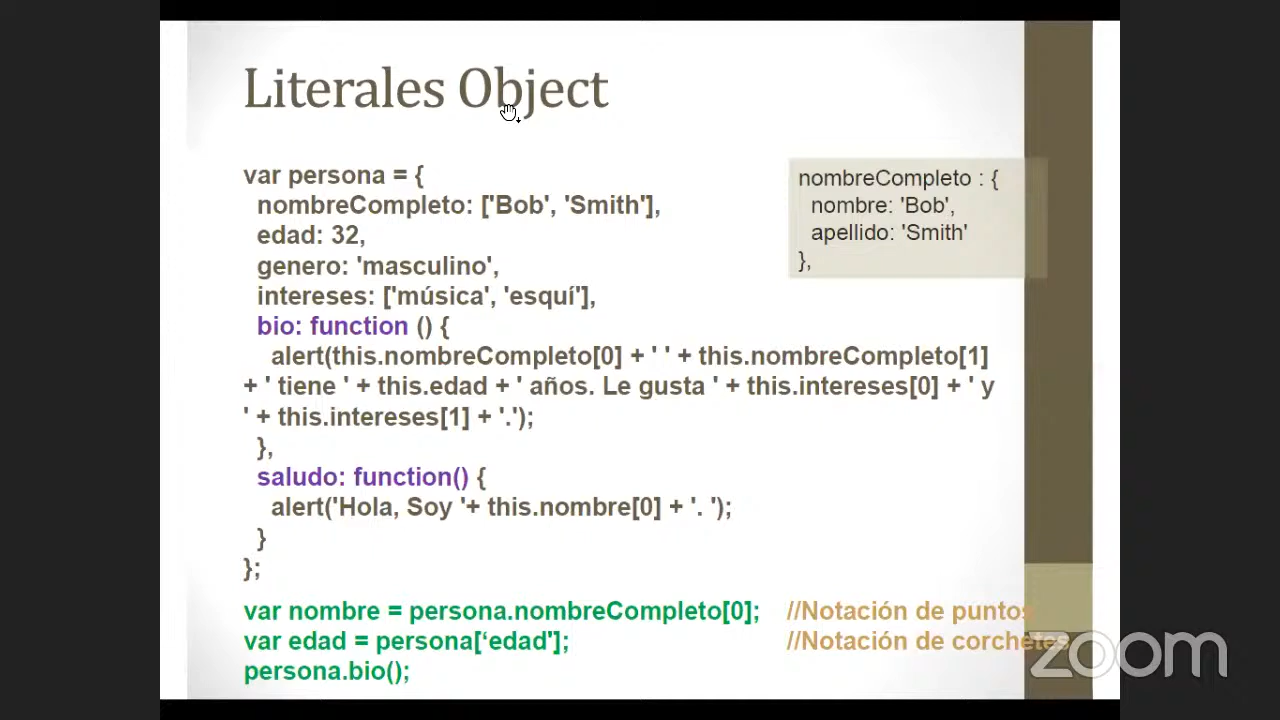 Literales Object
var persona = {
nombreCompleto: ['Bob', 'Smith'],
edad: 32,
genero: 'masculino',
intereses: ['música', 'esquí'],
bio: function () {
alert(this.nombreCompleto[0] + ' ' + this.nombreCompleto[1]
+ ' tiene ' + this.edad + ' años. Le gusta ' + this.intereses[0] + ' y
' + this.intereses[1] + '.');
},
saludo: function() {
alert('Hola, Soy '+ this.nombre[0] + '. ');
}
};
nombreCompleto : {
nombre: 'Bob',
apellido: 'Smith'
},
var nombre = persona.nombreCompleto[0]; //Notación de puntos
var edad = persona[‘edad']; //Notación de corchetes
persona.bio();
zoom